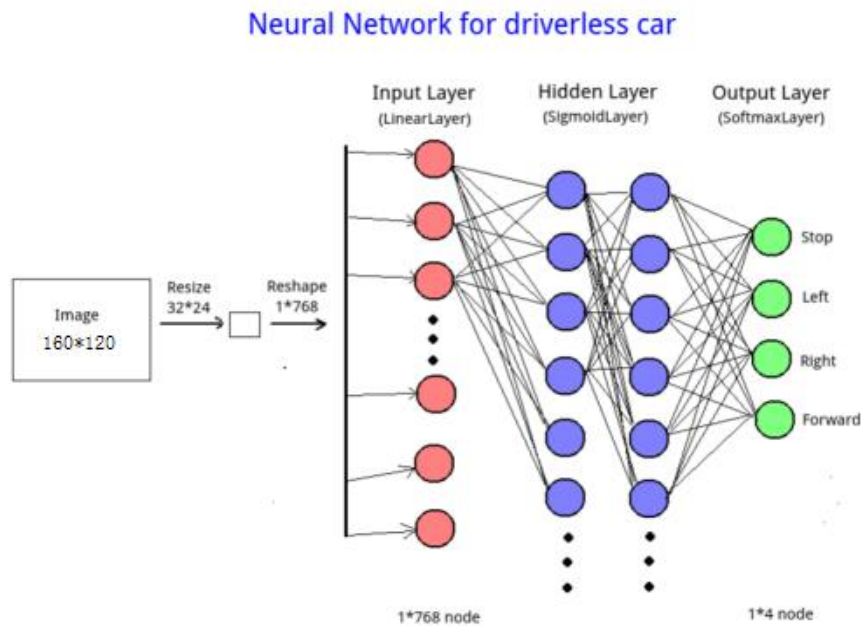 Neural Network for driverless car
Input Layer
(LinearLayer)
Hidden Layer
(SigmoidLayer)
Output Layer
(SoftmaxLayer)
Image
160*120
Resize
32*24
Reshape
1*768
Stop
Left
Right
Forward
1*768 node
1*4 node